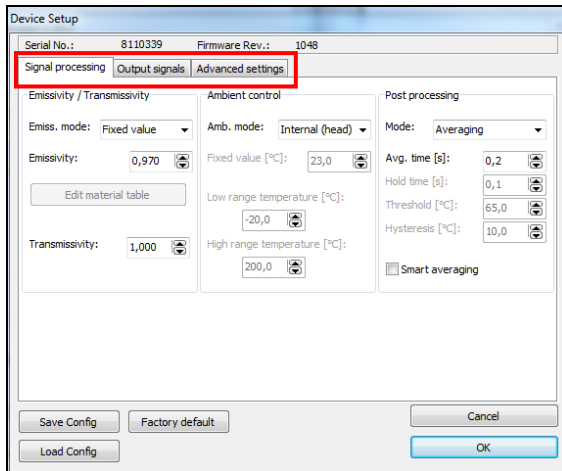 Device Setup
Serial No.: 8110339 Firmware Rev.: 1048
Signal processing Output signals Advanced settings
Emissivity / Transmissivity
Emiss. mode: Fixed value
Emissivity: 0,970
Edit material table
Transmissivity: 1,000
Ambient control
Amb. mode: Internal (head)
Fixed value [°C]: 23,0
Low range temperature [°C]:
-20,0
High range temperature [°C]:
200,0
Post processing
Mode: Averaging
Avg. time [s]: 0,2
Hold time [s]: 0,1
Threshold [°C]: 65,0
Hysteresis [°C]: 10,0
Smart averaging
Save Config Factory default Cancel
Load Config OK